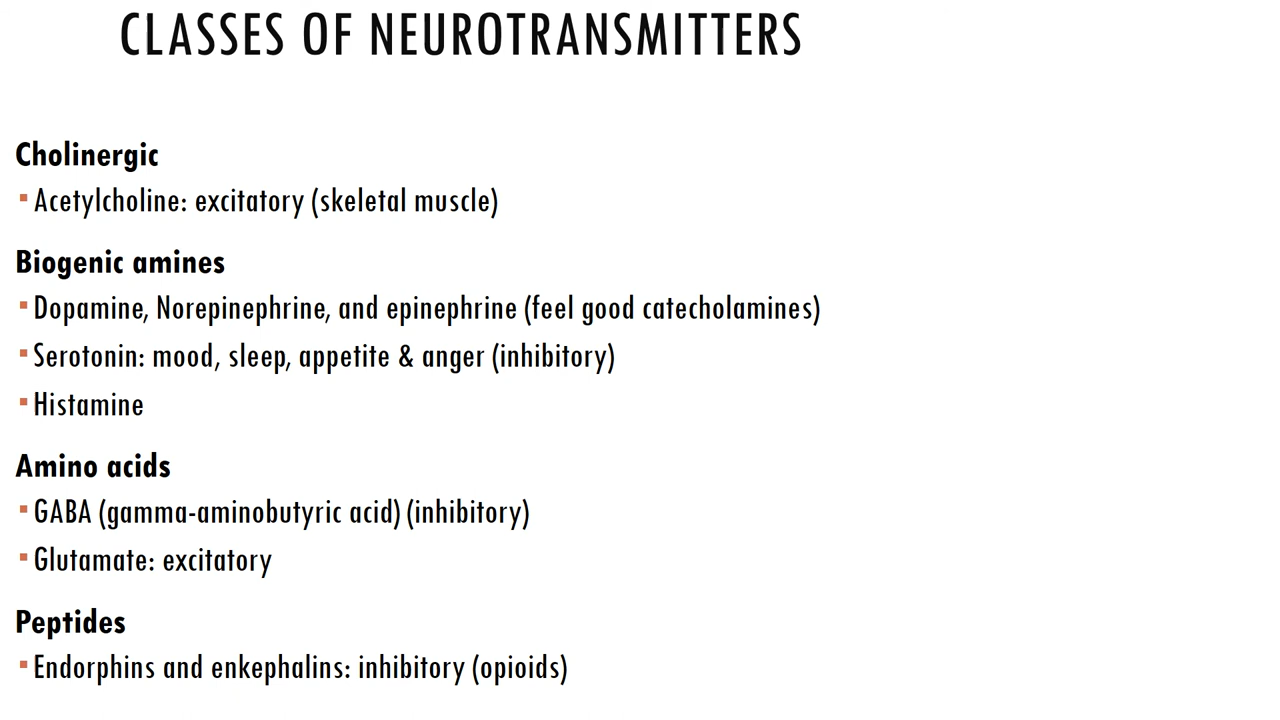 CLASSES OF NEUROTRANSMITTERS
Cholinergic
▪Acetylcholine: excitatory (skeletal muscle)
Biogenic amines
▪Dopamine, Norepinephrine, and epinephrine (feel good catecholamines)
▪Serotonin: mood, sleep, appetite & anger (inhibitory)
▪Histamine
Amino acids
▪GABA (gamma-aminobutyric acid) (inhibitory)
▪Glutamate: excitatory
Peptides
▪Endorphins and enkephalins: inhibitory (opioids)